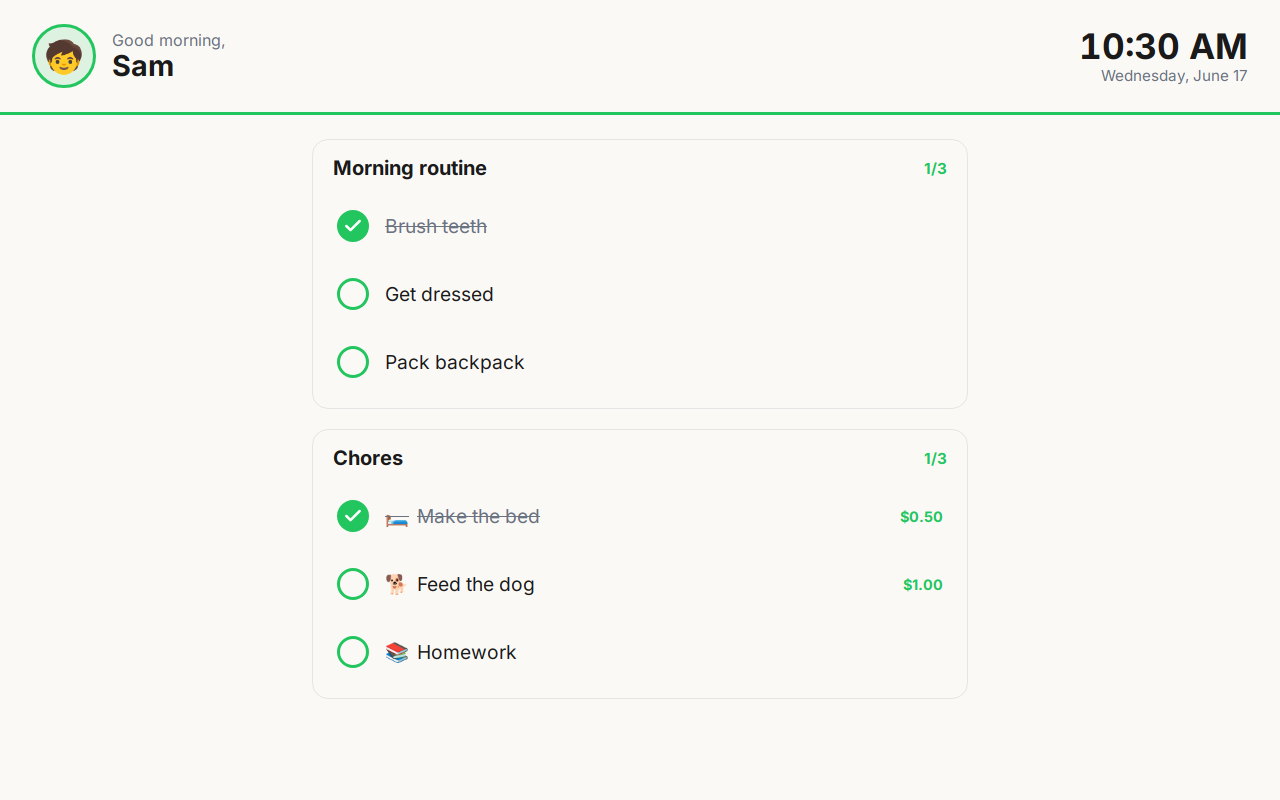 Good morning,
Sam
10:30 AM
Wednesday, June 17
Morning routine 1/3
Brush teeth
Get dressed
Pack backpack
Chores 1/3
Make the bed $0.50
Feed the dog $1.00
Homework